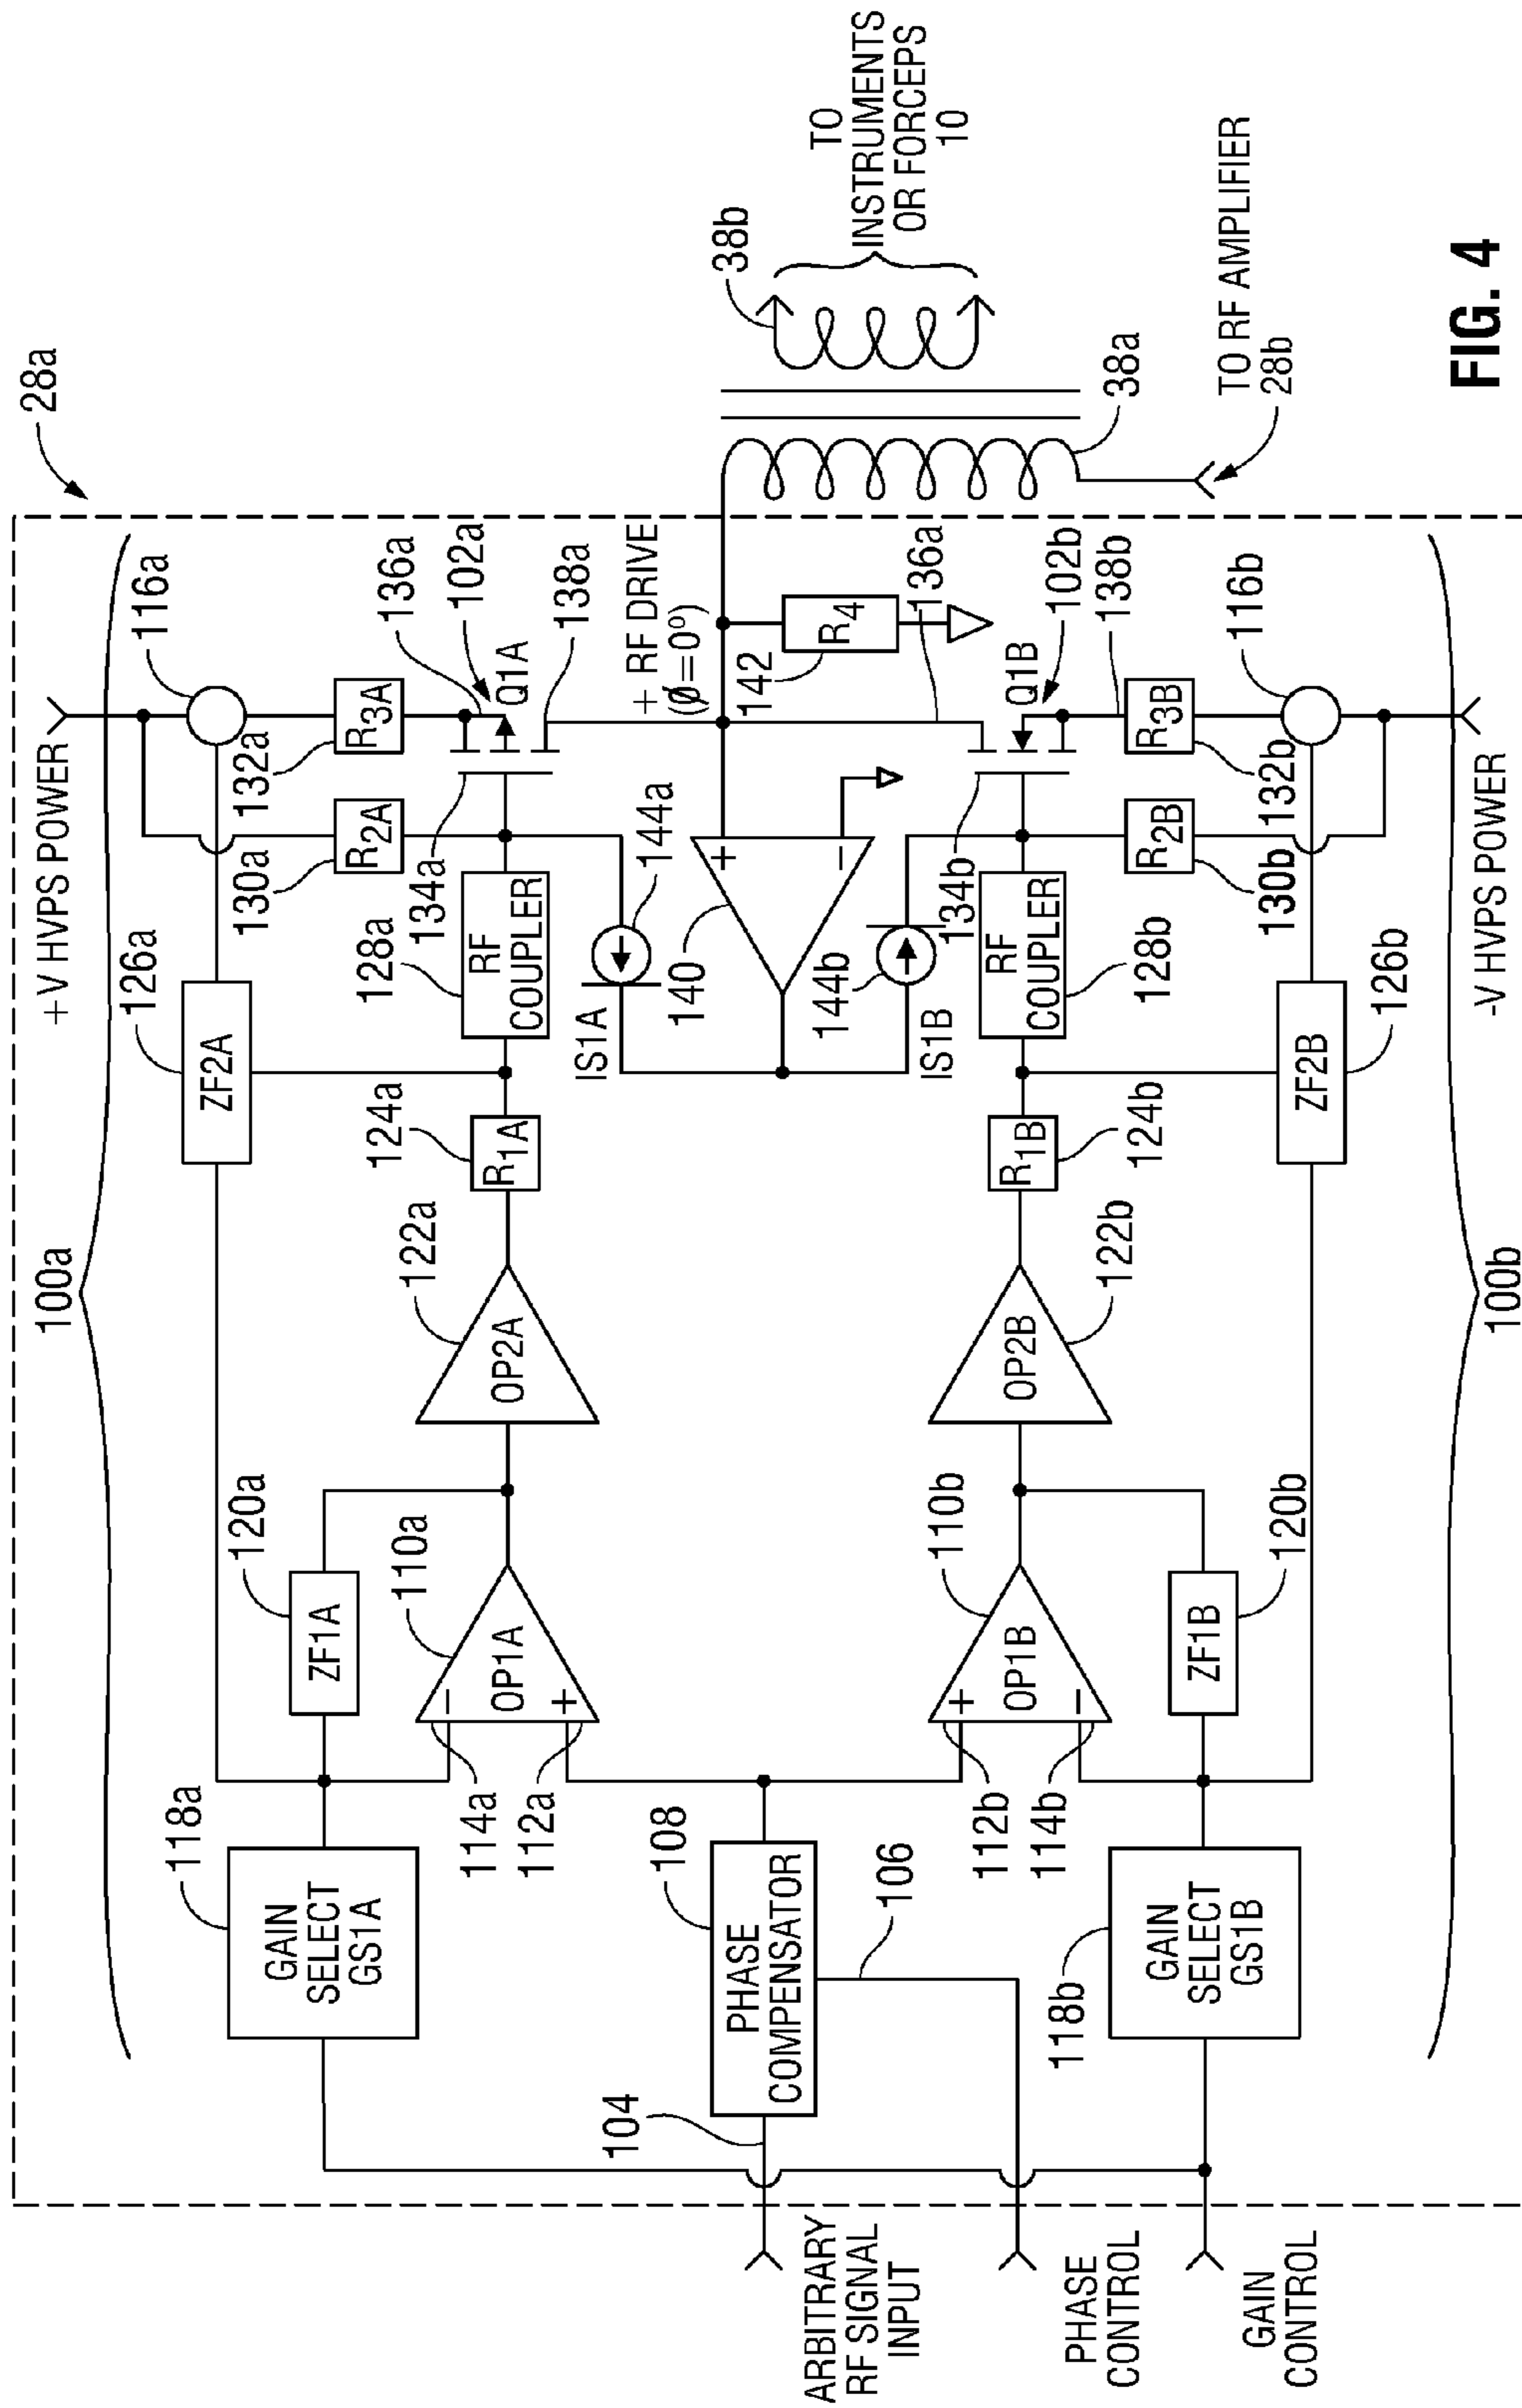 28a
100a
+V HVPS POWER
126a
116a
ZF2A
118a
120a
GAIN
SELECT
GS1A
ZF1A
130a
132a
R2A
R3A
136a
102a
110a
122a
124a
128a
134a
Q1A
OP1A
OP2A
R1A
RF
COUPLER
138a
114a
112a
IS1A
144a
+ RF DRIVE
(ø=0°)
38b
TO
INSTRUMENTS
OR FORCEPS
10
104
108
PHASE
COMPENSATOR
140
142
R4
ARBITRARY
RF SIGNAL
INPUT
106
144b
136a
IS1B
134b
112b
114b
110b
OP1B
OP2B
122b
R1B
124b
RF
COUPLER
128b
Q1B
102b
138b
38a
PHASE
CONTROL
118b
GAIN
SELECT
GS1B
ZF1B
120b
R2B
R3B
130b
132b
116b
TO RF AMPLIFIER
28b
GAIN
CONTROL
ZF2B
126b
-V HVPS POWER
100b
FIG. 4